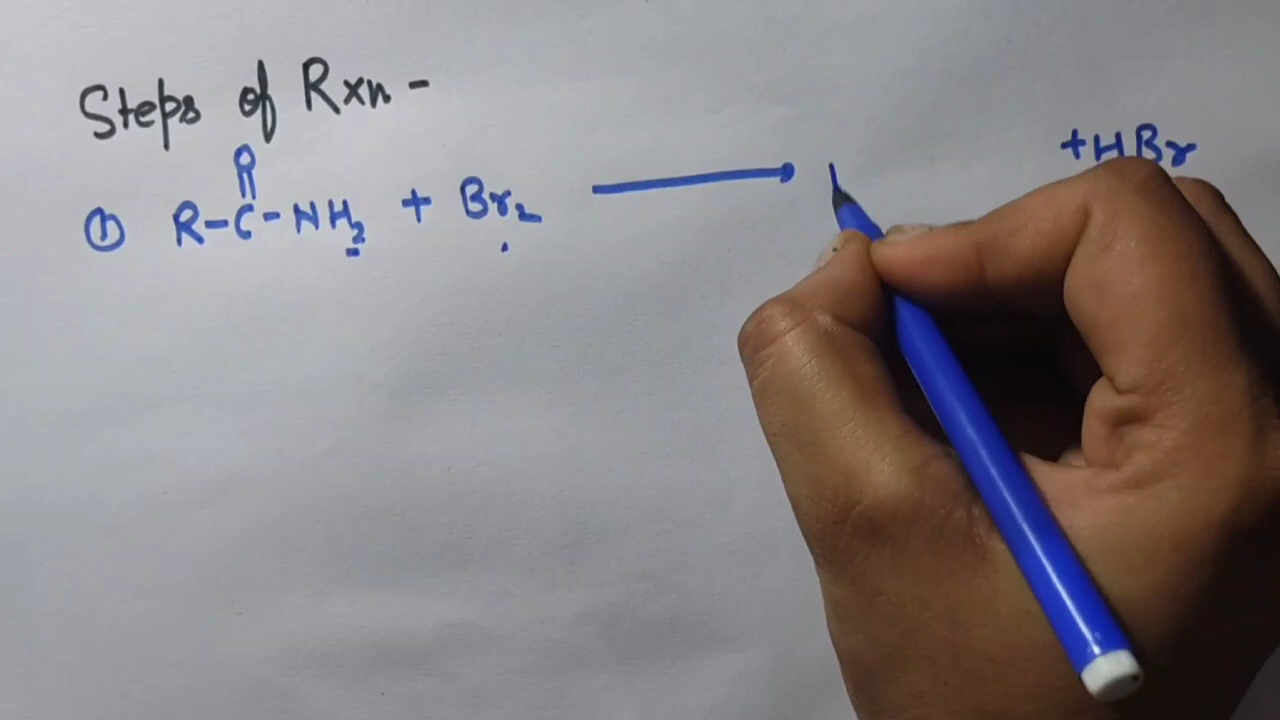 Steps of Rxn -
+HBr
O
① R-C-NH₂ + Br₂ ⟶